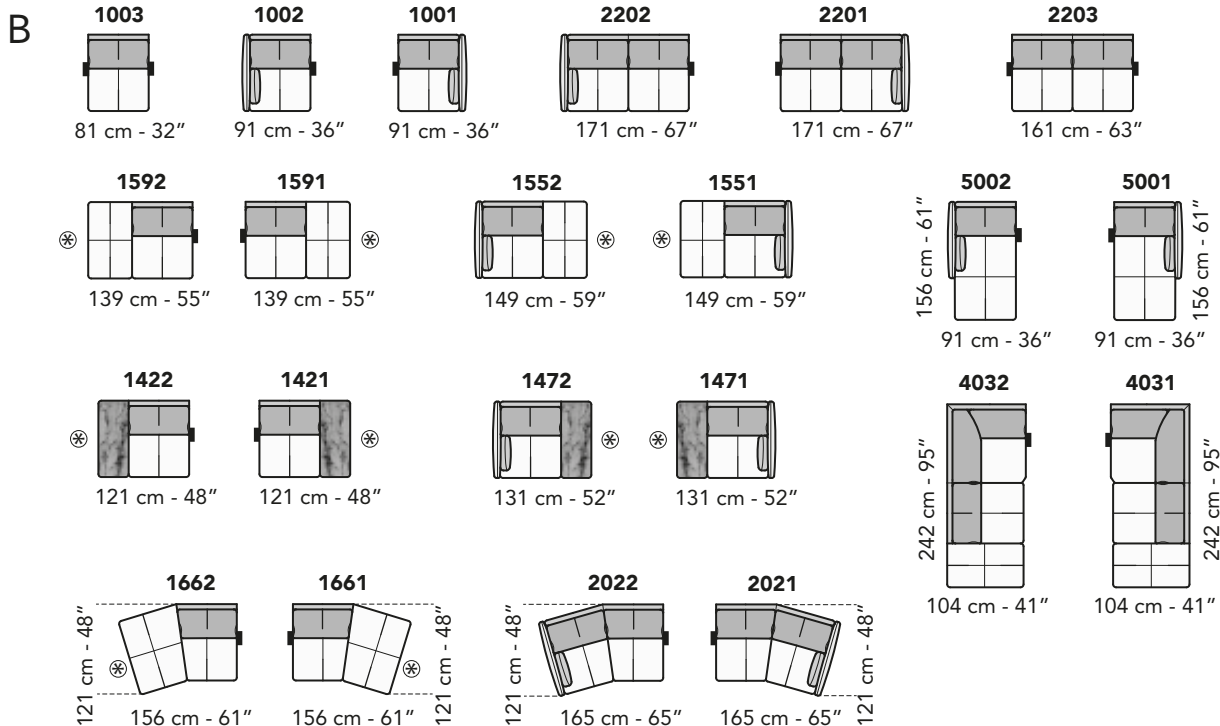 B
1003 1002 1001 2202 2201 2203
81 cm - 32″ 91 cm - 36″ 91 cm - 36″ 171 cm - 67″ 171 cm - 67″ 161 cm - 63″
1592 1591 1552 1551 5002 5001
156 cm - 61″ 156 cm - 61″
139 cm - 55″ 139 cm - 55″ 149 cm - 59″ 149 cm - 59″
91 cm - 36″ 91 cm - 36″
1422 1421 1472 1471 4032 4031
242 cm - 95″ 242 cm - 95″
121 cm - 48″ 121 cm - 48″ 131 cm - 52″ 131 cm - 52″
104 cm - 41″ 104 cm - 41″
1662 1661 2022 2021
121 cm - 48″ 121 cm - 48″ 121 cm - 48″ 121 cm - 48″
156 cm - 61″ 156 cm - 61″ 165 cm - 65″ 165 cm - 65″